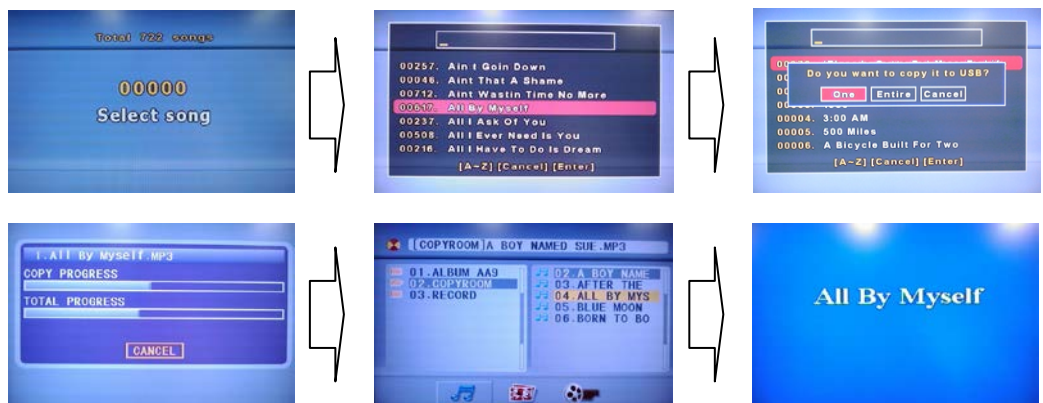 Total 722 songs
00000
Select song
00257. Ain t Goin Down
00046. Aint That A Shame
00712. Aint Wastin Time No More
00617. All By Myself
00237. All I Ask Of You
00508. All I Ever Need Is You
00216. All I Have To Do Is Dream
[A~Z] [Cancel] [Enter]
Do you want to copy it to USB?
One Entire Cancel
00004. 3:00 AM
00005. 500 Miles
00006. A Bicycle Built For Two
[A~Z] [Cancel] [Enter]
1.All By Myself.MP3
COPY PROGRESS
TOTAL PROGRESS
CANCEL
[COPYROOM]A BOY NAMED SUE.MP3
01.ALBUM AA9
02.COPYROOM
03.RECORD
02.A BOY NAME
03.AFTER THE
04.ALL BY MYS
05.BLUE MOON
06.BORN TO BO
All By Myself